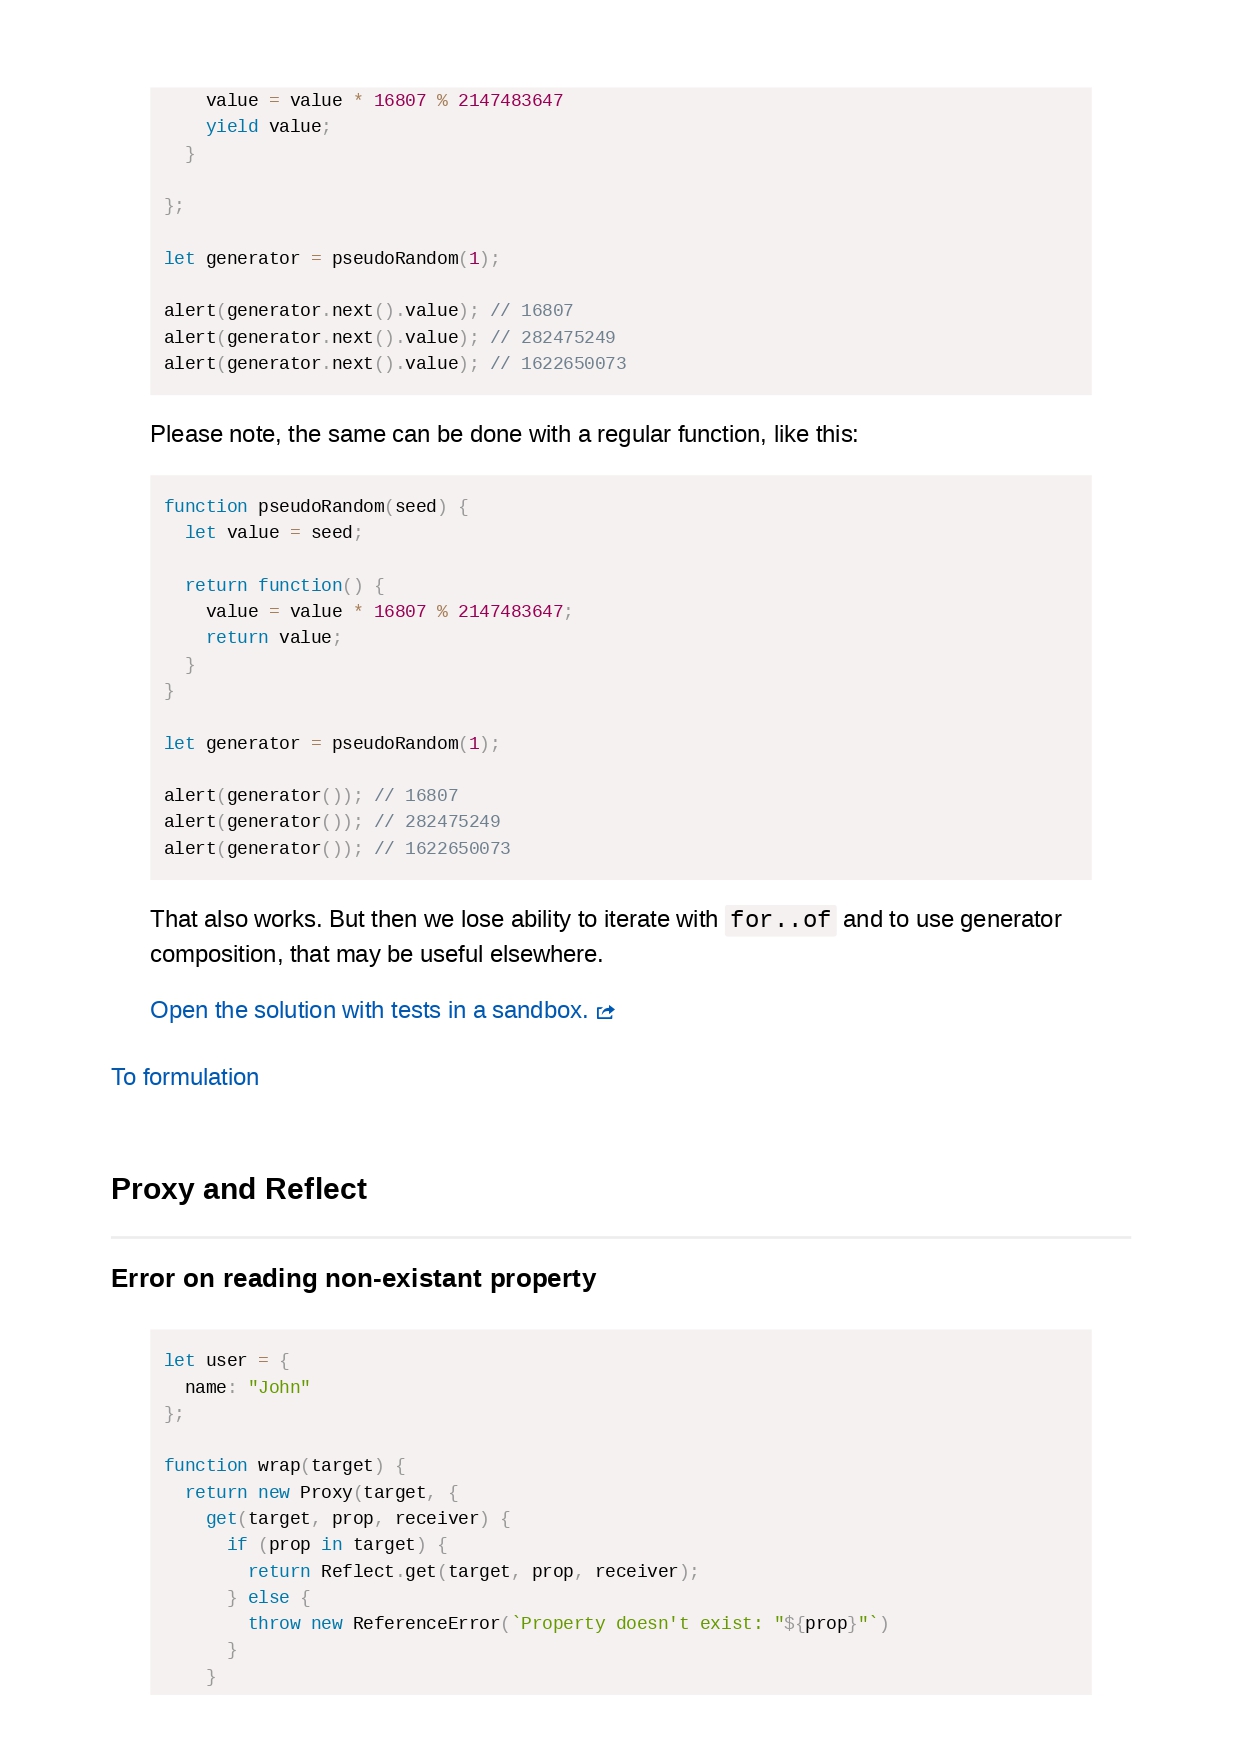 value = value * 16807 % 2147483647
    yield value;
  }
};
let generator = pseudoRandom(1);
alert(generator.next().value); // 16807
alert(generator.next().value); // 282475249
alert(generator.next().value); // 1622650073
Please note, the same can be done with a regular function, like this:
function pseudoRandom(seed) {
  let value = seed;
  return function() {
    value = value * 16807 % 2147483647;
    return value;
  }
}
let generator = pseudoRandom(1);
alert(generator()); // 16807
alert(generator()); // 282475249
alert(generator()); // 1622650073
That also works. But then we lose ability to iterate with for..of and to use generator
composition, that may be useful elsewhere.
Open the solution with tests in a sandbox.
To formulation
Proxy and Reflect
Error on reading non-existant property
let user = {
  name: "John"
};
function wrap(target) {
  return new Proxy(target, {
    get(target, prop, receiver) {
      if (prop in target) {
        return Reflect.get(target, prop, receiver);
      } else {
        throw new ReferenceError(`Property doesn't exist: "${prop}"`)
      }
    }